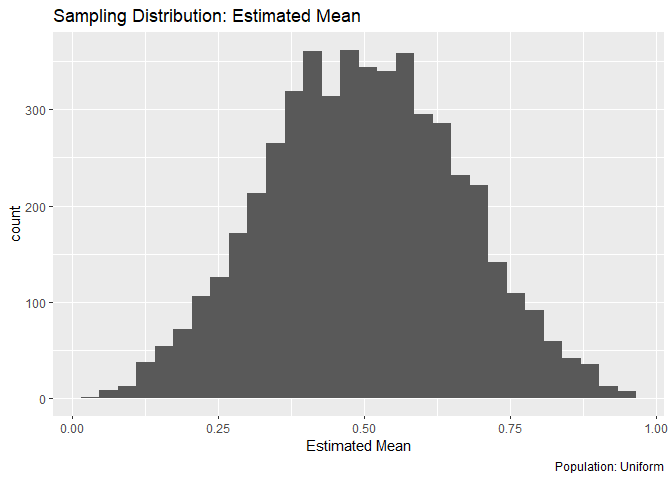 Sampling Distribution: Estimated Mean
300
200
100
0
count
0.00 0.25 0.50 0.75 1.00
Estimated Mean
Population: Uniform